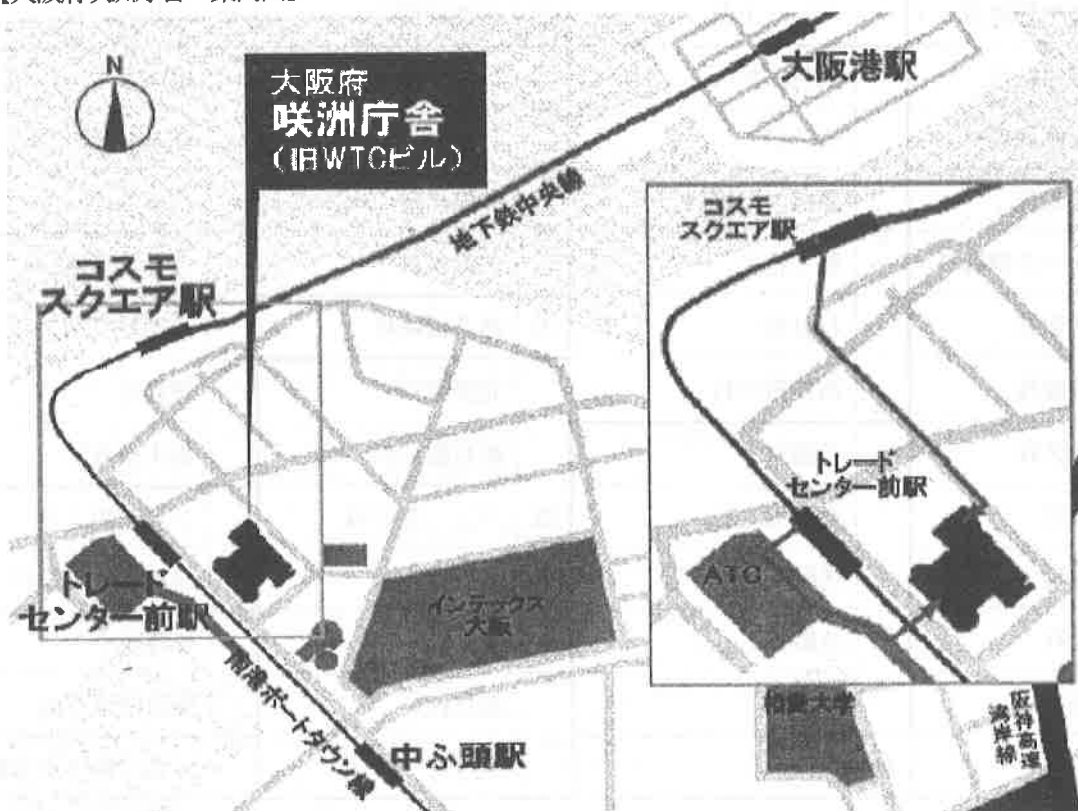 N
大阪府
咲洲庁舎
(旧WTCビル)
大阪港駅
地下鉄中央線
コスモ
スクエア駅
コスモ
スクエア駅
トレード
センター前駅
ATC
トレード
センター前駅
インテックス
大阪
南港ポートタウン線
中ふ頭駅
相愛大学
阪神高速
湾岸線